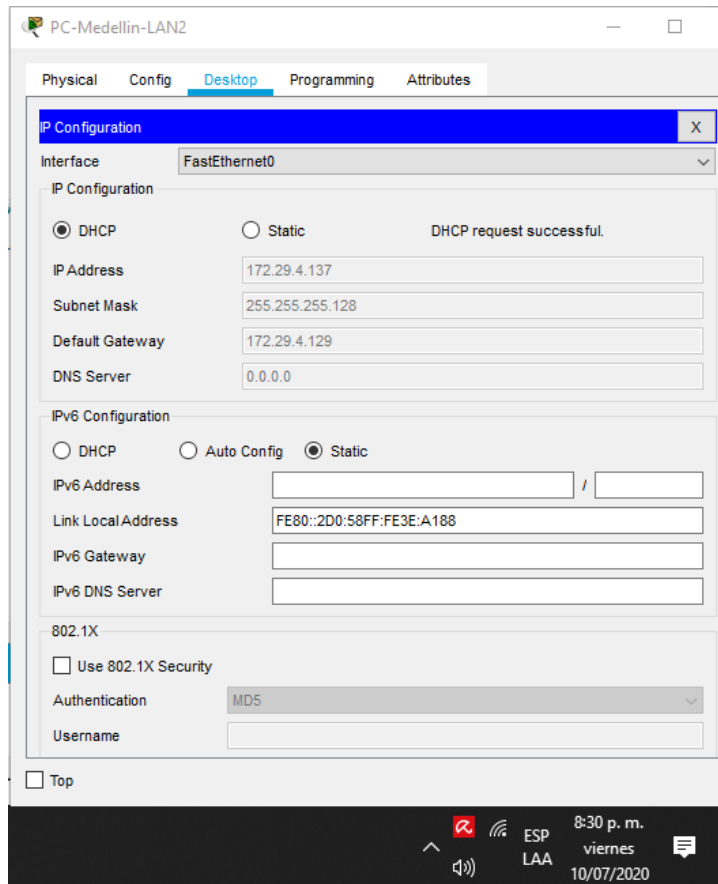 PC-Medellin-LAN2
Physical Config Desktop Programming Attributes
IP Configuration X
Interface FastEthernet0
IP Configuration
DHCP Static DHCP request successful.
IP Address 172.29.4.137
Subnet Mask 255.255.255.128
Default Gateway 172.29.4.129
DNS Server 0.0.0.0
IPv6 Configuration
DHCP Auto Config Static
IPv6 Address /
Link Local Address FE80::2D0:58FF:FE3E:A188
IPv6 Gateway
IPv6 DNS Server
802.1X
Use 802.1X Security
Authentication MD5
Username
Top
8:30 p. m.
ESP viernes
LAA 10/07/2020